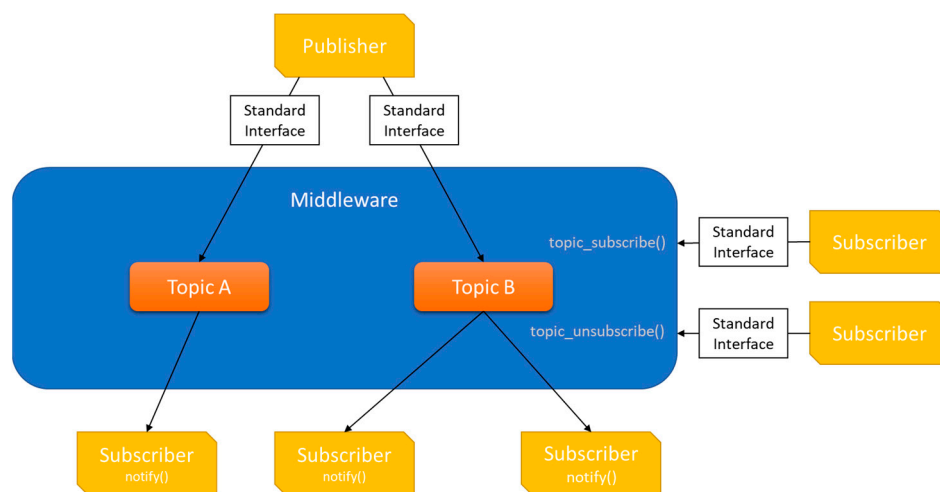 Publisher
Standard
Interface
Standard
Interface
Middleware
topic_subscribe()
Standard
Interface
Subscriber
Topic A
Topic B
topic_unsubscribe()
Standard
Interface
Subscriber
Subscriber
notify()
Subscriber
notify()
Subscriber
notify()